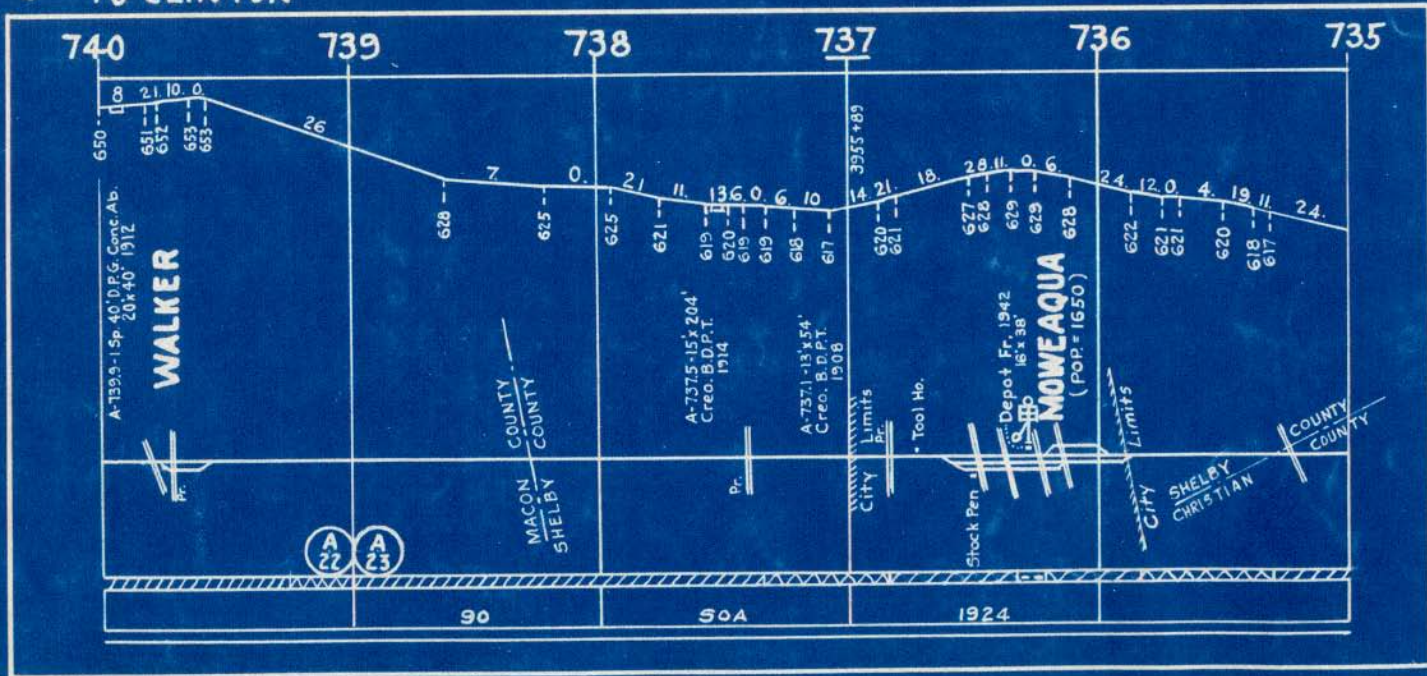 740 739 738 737 736 735
8 .21. 10. 0. 26 7. 0. 21 11. 13.6. 0. 6. 10 14. 21. 18. 28. 11. 0. 6. 24. 12. 0. 4. 19. 11. 24.
650 651 652 653 653 628 625 625 621 619 620 619 619 618 617 620 621 627 628 629 629 628 622 621 621 620 618 617
3955+89
A-739.9-1 Sp. 40' D.P.G. Conc. Ab.
20'x40' 1912
WALKER
Pr.
MACON COUNTY
SHELBY COUNTY
A-737.5-15'x204'
Creo. B.D.P.T.
1914
Pr.
A-737.1-13'x54'
Creo. B.D.P.T.
1908
City Limits
Pr.
Tool Ho.
Stock Pen
Depot Fr. 1942
16'x38'
MOWEAQUA
(POP. = 1650)
City Limits
SHELBY COUNTY
CHRISTIAN COUNTY
A
22
A
23
90 SOA 1924